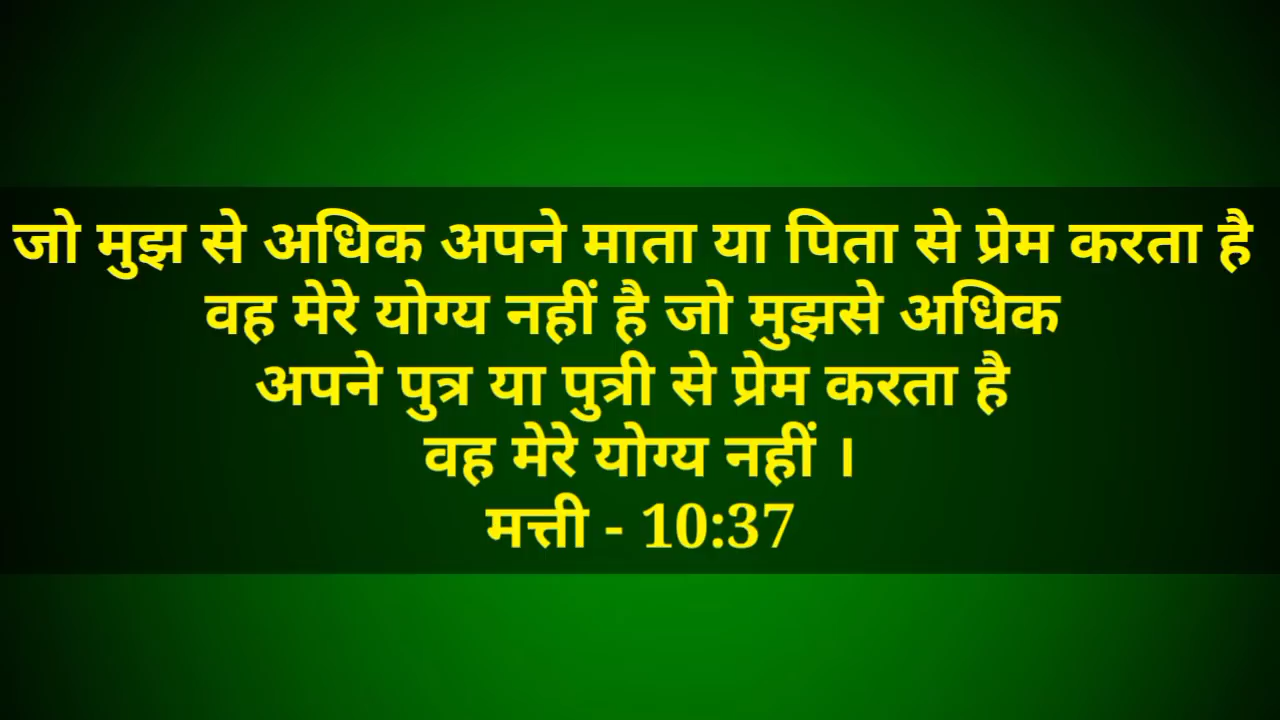 जो मुझ से अधिक अपने माता या पिता से प्रेम करता है
वह मेरे योग्य नहीं है जो मुझसे अधिक
अपने पुत्र या पुत्री से प्रेम करता है
वह मेरे योग्य नहीं ।
मत्ती - 10:37